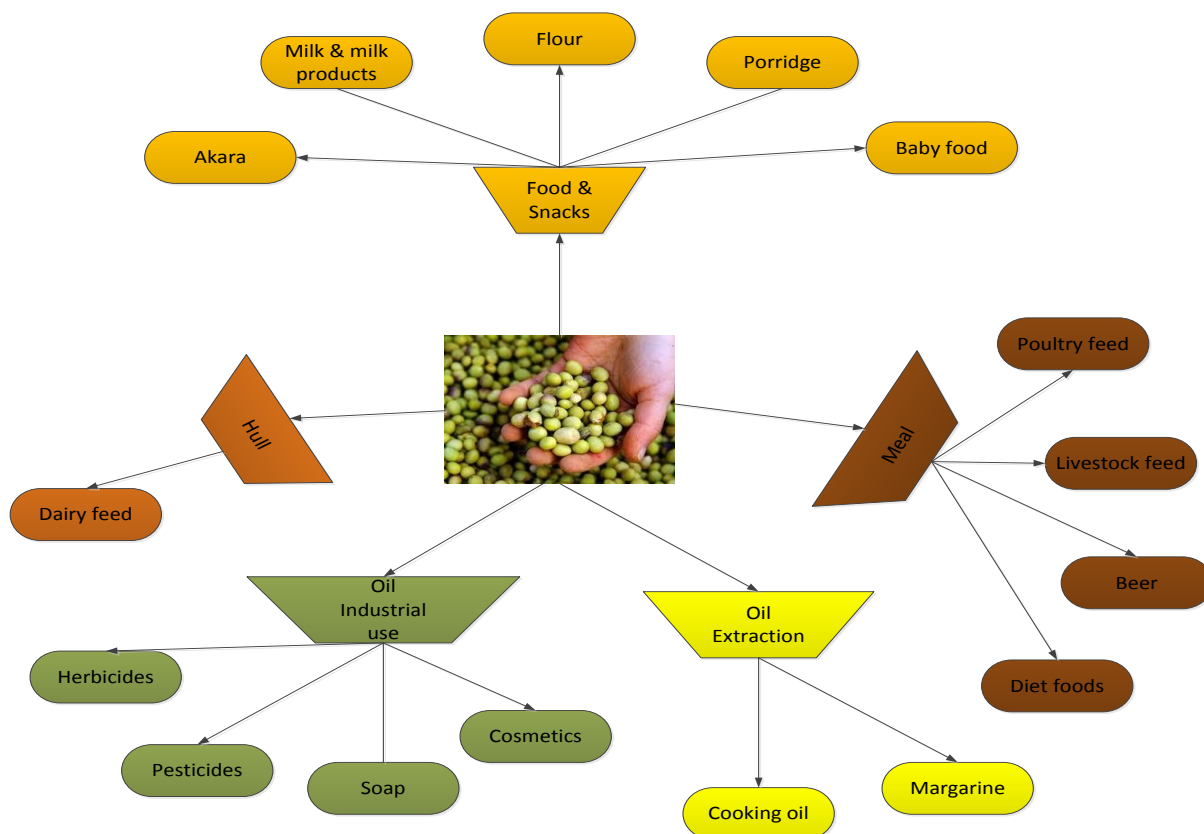 Flour
Milk & milk
products
Porridge
Akara
Baby food
Food &
Snacks
Poultry feed
Hull
Meal
Livestock feed
Dairy feed
Beer
Oil
Industrial
use
Oil
Extraction
Herbicides
Diet foods
Cosmetics
Pesticides
Soap
Margarine
Cooking oil